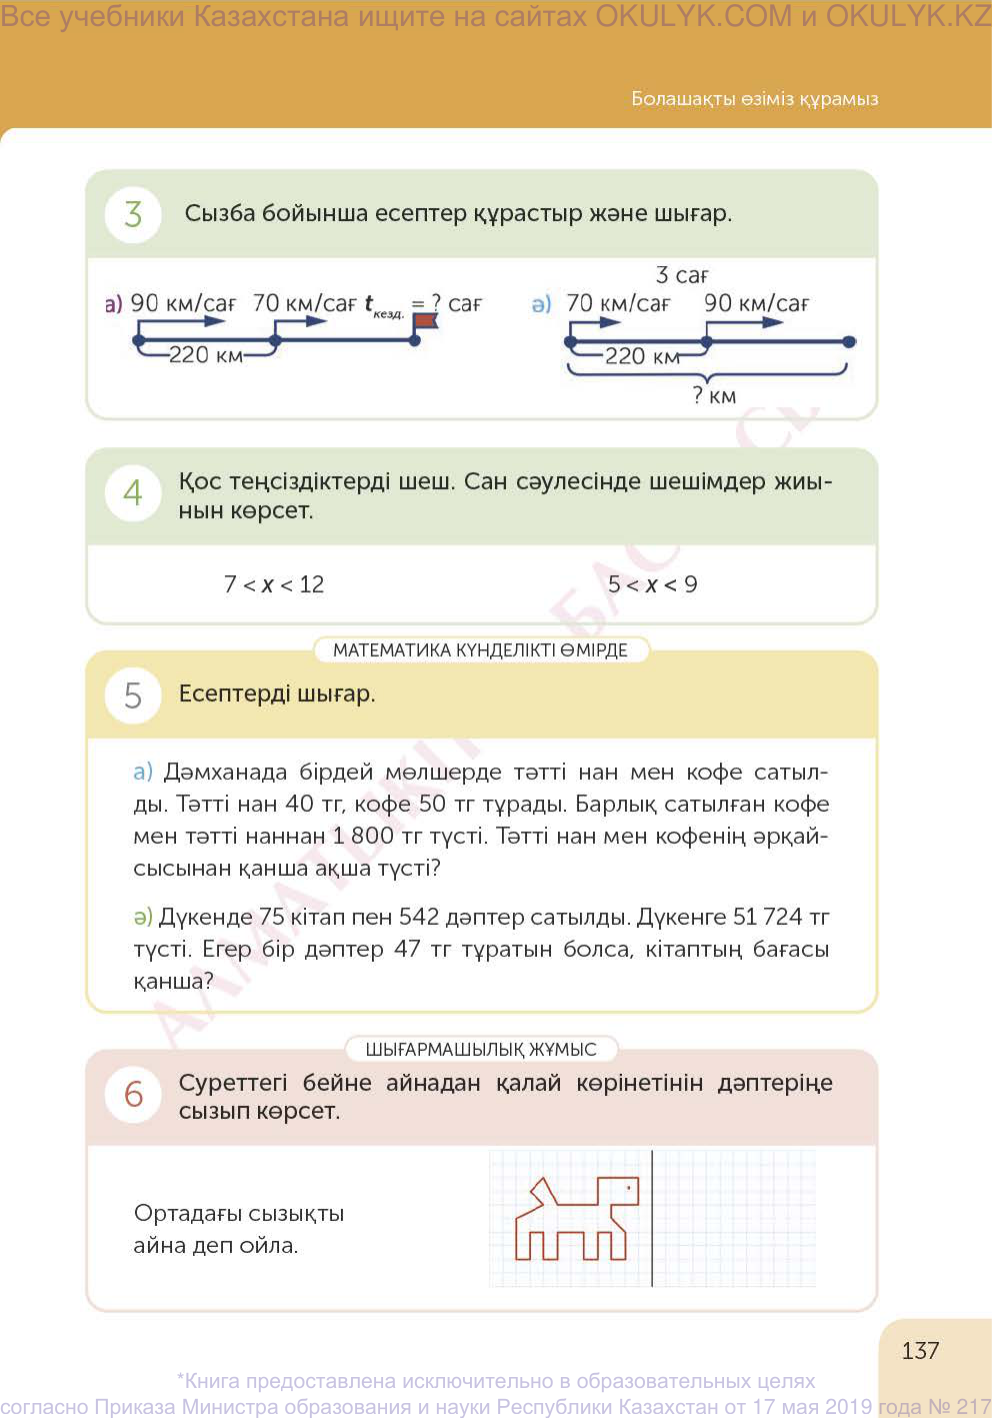 Все учебники Казахстана ищите на сайтах OKULYK.COM и OKULYK.KZ
Болашақты өзіміз құрамыз
3 Сызба бойынша есептер құрастыр және шығар.
а) 90 км/сағ 70 км/сағ t кезд. = ? сағ
220 км
3 сағ
ә) 70 км/сағ 90 км/сағ
220 км
? км
4 Қос теңсіздіктерді шеш. Сан сәулесінде шешімдер жиы-
нын көрсет.
7 < x < 12 5 < x < 9
МАТЕМАТИКА КҮНДЕЛІКТІ ӨМІРДЕ
5 Есептерді шығар.
а) Дәмханада бірдей мөлшерде тәтті нан мен кофе сатыл-
ды. Тәтті нан 40 тг, кофе 50 тг тұрады. Барлық сатылған кофе
мен тәтті наннан 1 800 тг түсті. Тәтті нан мен кофенің әрқай-
сысынан қанша ақша түсті?
ә) Дүкенде 75 кітап пен 542 дәптер сатылды. Дүкенге 51 724 тг
түсті. Егер бір дәптер 47 тг тұратын болса, кітаптың бағасы
қанша?
ШЫҒАРМАШЫЛЫҚ ЖҰМЫС
6 Суреттегі бейне айнадан қалай көрінетінін дәптеріңе
сызып көрсет.
Ортадағы сызықты
айна деп ойла.
137
*Книга предоставлена исключительно в образовательных целях
согласно Приказа Министра образования и науки Республики Казахстан от 17 мая 2019 года № 217